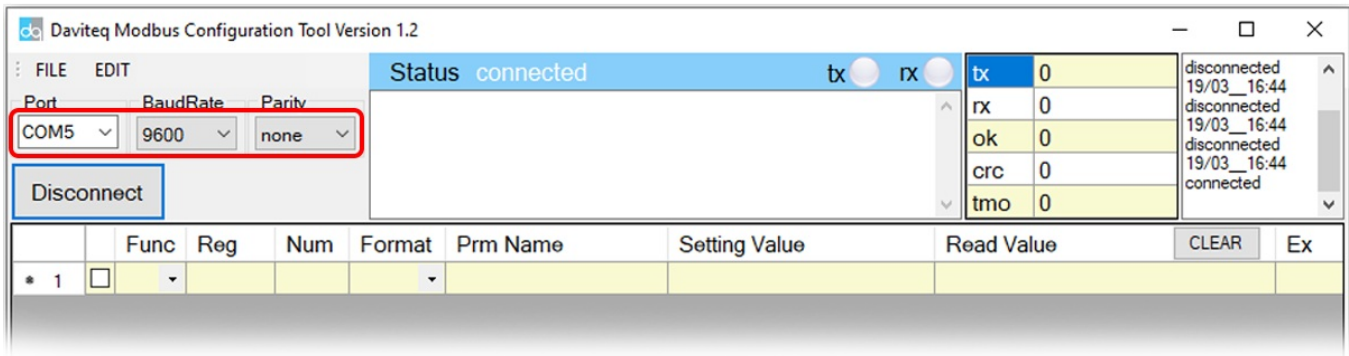 dq Daviteq Modbus Configuration Tool Version 1.2
FILE EDIT
Port BaudRate Parity
COM5 9600 none
Disconnect
Status connected tx rx
tx 0
rx 0
ok 0
crc 0
tmo 0
disconnected
19/03__16:44
disconnected
19/03__16:44
disconnected
19/03__16:44
connected
Func Reg Num Format Prm Name Setting Value Read Value CLEAR Ex
* 1